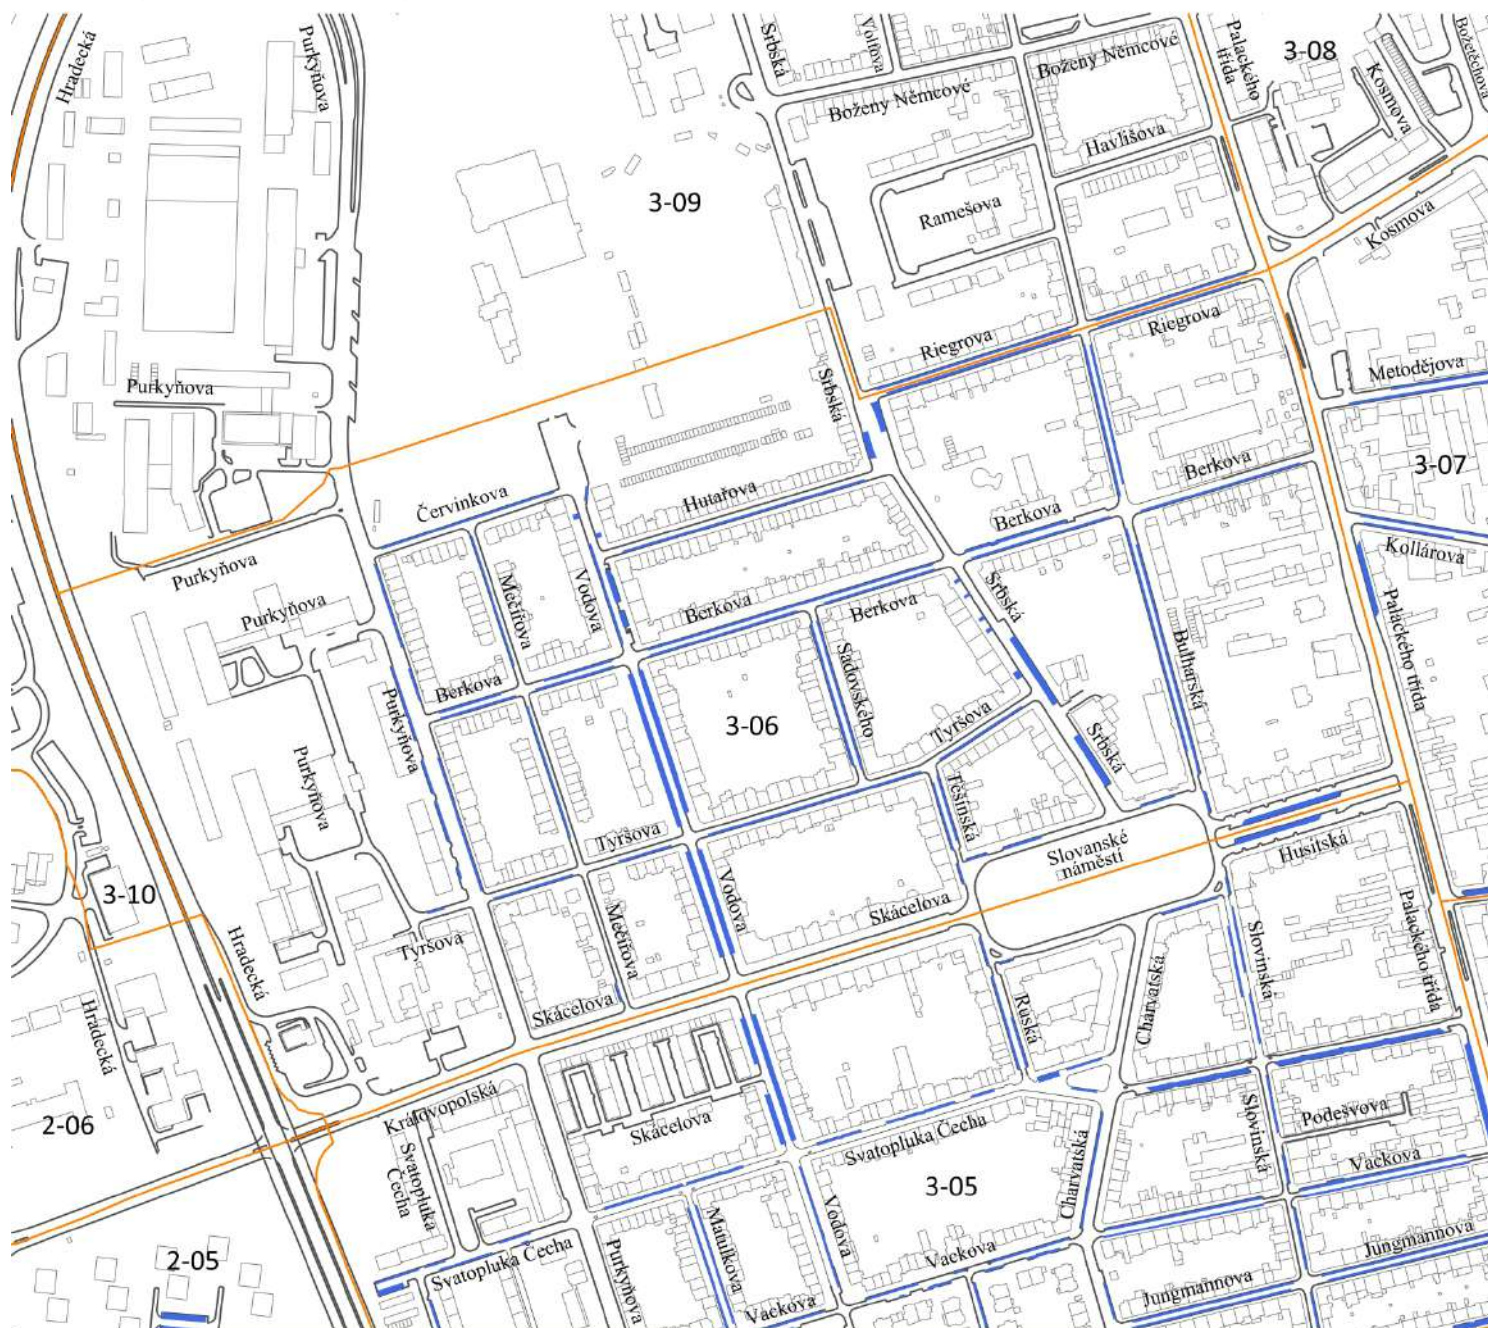 Hradecká
Purkyňova
Srbská
Volfova
Boženy Němcové
Boženy Němcové
Palackého
třída
3-08
Kosmova
Božetěchova
Havlišova
3-09
Ramešova
Kosmova
Riegrova
Riegrova
Metodějova
Purkyňova
Srbská
Berkova
3-07
Červinkova
Hutařova
Berkova
Kollárova
Purkyňova
Purkyňova
Mečířova
Vodova
Berkova
Berkova
Srbská
Palackého třída
Bulharská
Berkova
Purkyňova
3-06
Sadovského
Tyršova
Srbská
Purkyňova
Tyršova
Těšínská
Slovanské
náměstí
Husitská
3-10
Vodova
Skácelova
Palackého třída
Hradecká
Tyršova
Mečířova
Slovinská
Charvatská
Hradecká
Skácelova
Ruská
2-06
Královopolská
Skácelova
Svatopluka Čecha
Slovinská
Podešvova
Vackova
Svatopluka
Čecha
3-05
Charvatská
2-05
Svatopluka Čecha
Purkyňova
Matulkova
Vodova
Vackova
Jungmannova
Jungmannova
Vackova